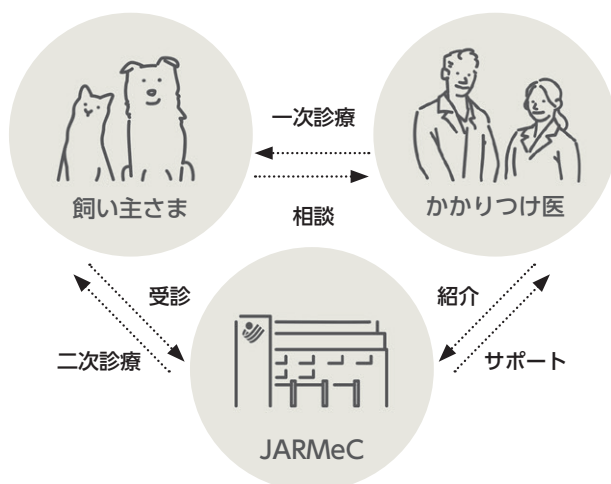 一次診療
飼い主さま
かかりつけ医
相談
受診
紹介
二次診療
サポート
JARMeC